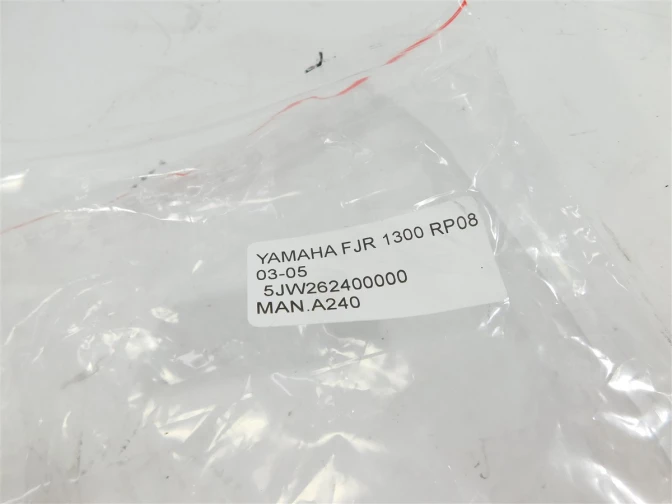 YAMAHA FJR 1300 RP08
03-05
5JW262400000
MAN.A240